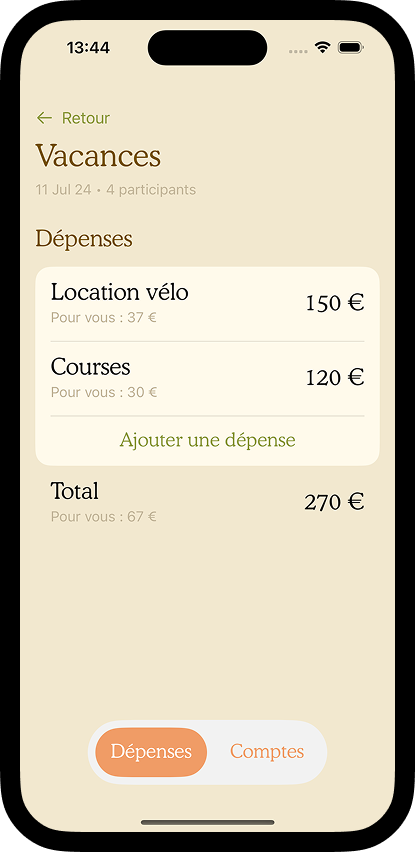 13:44
← Retour
Vacances
11 Jul 24 • 4 participants
Dépenses
Location vélo
150 €
Pour vous : 37 €
Courses
120 €
Pour vous : 30 €
Ajouter une dépense
Total
270 €
Pour vous : 67 €
Dépenses Comptes